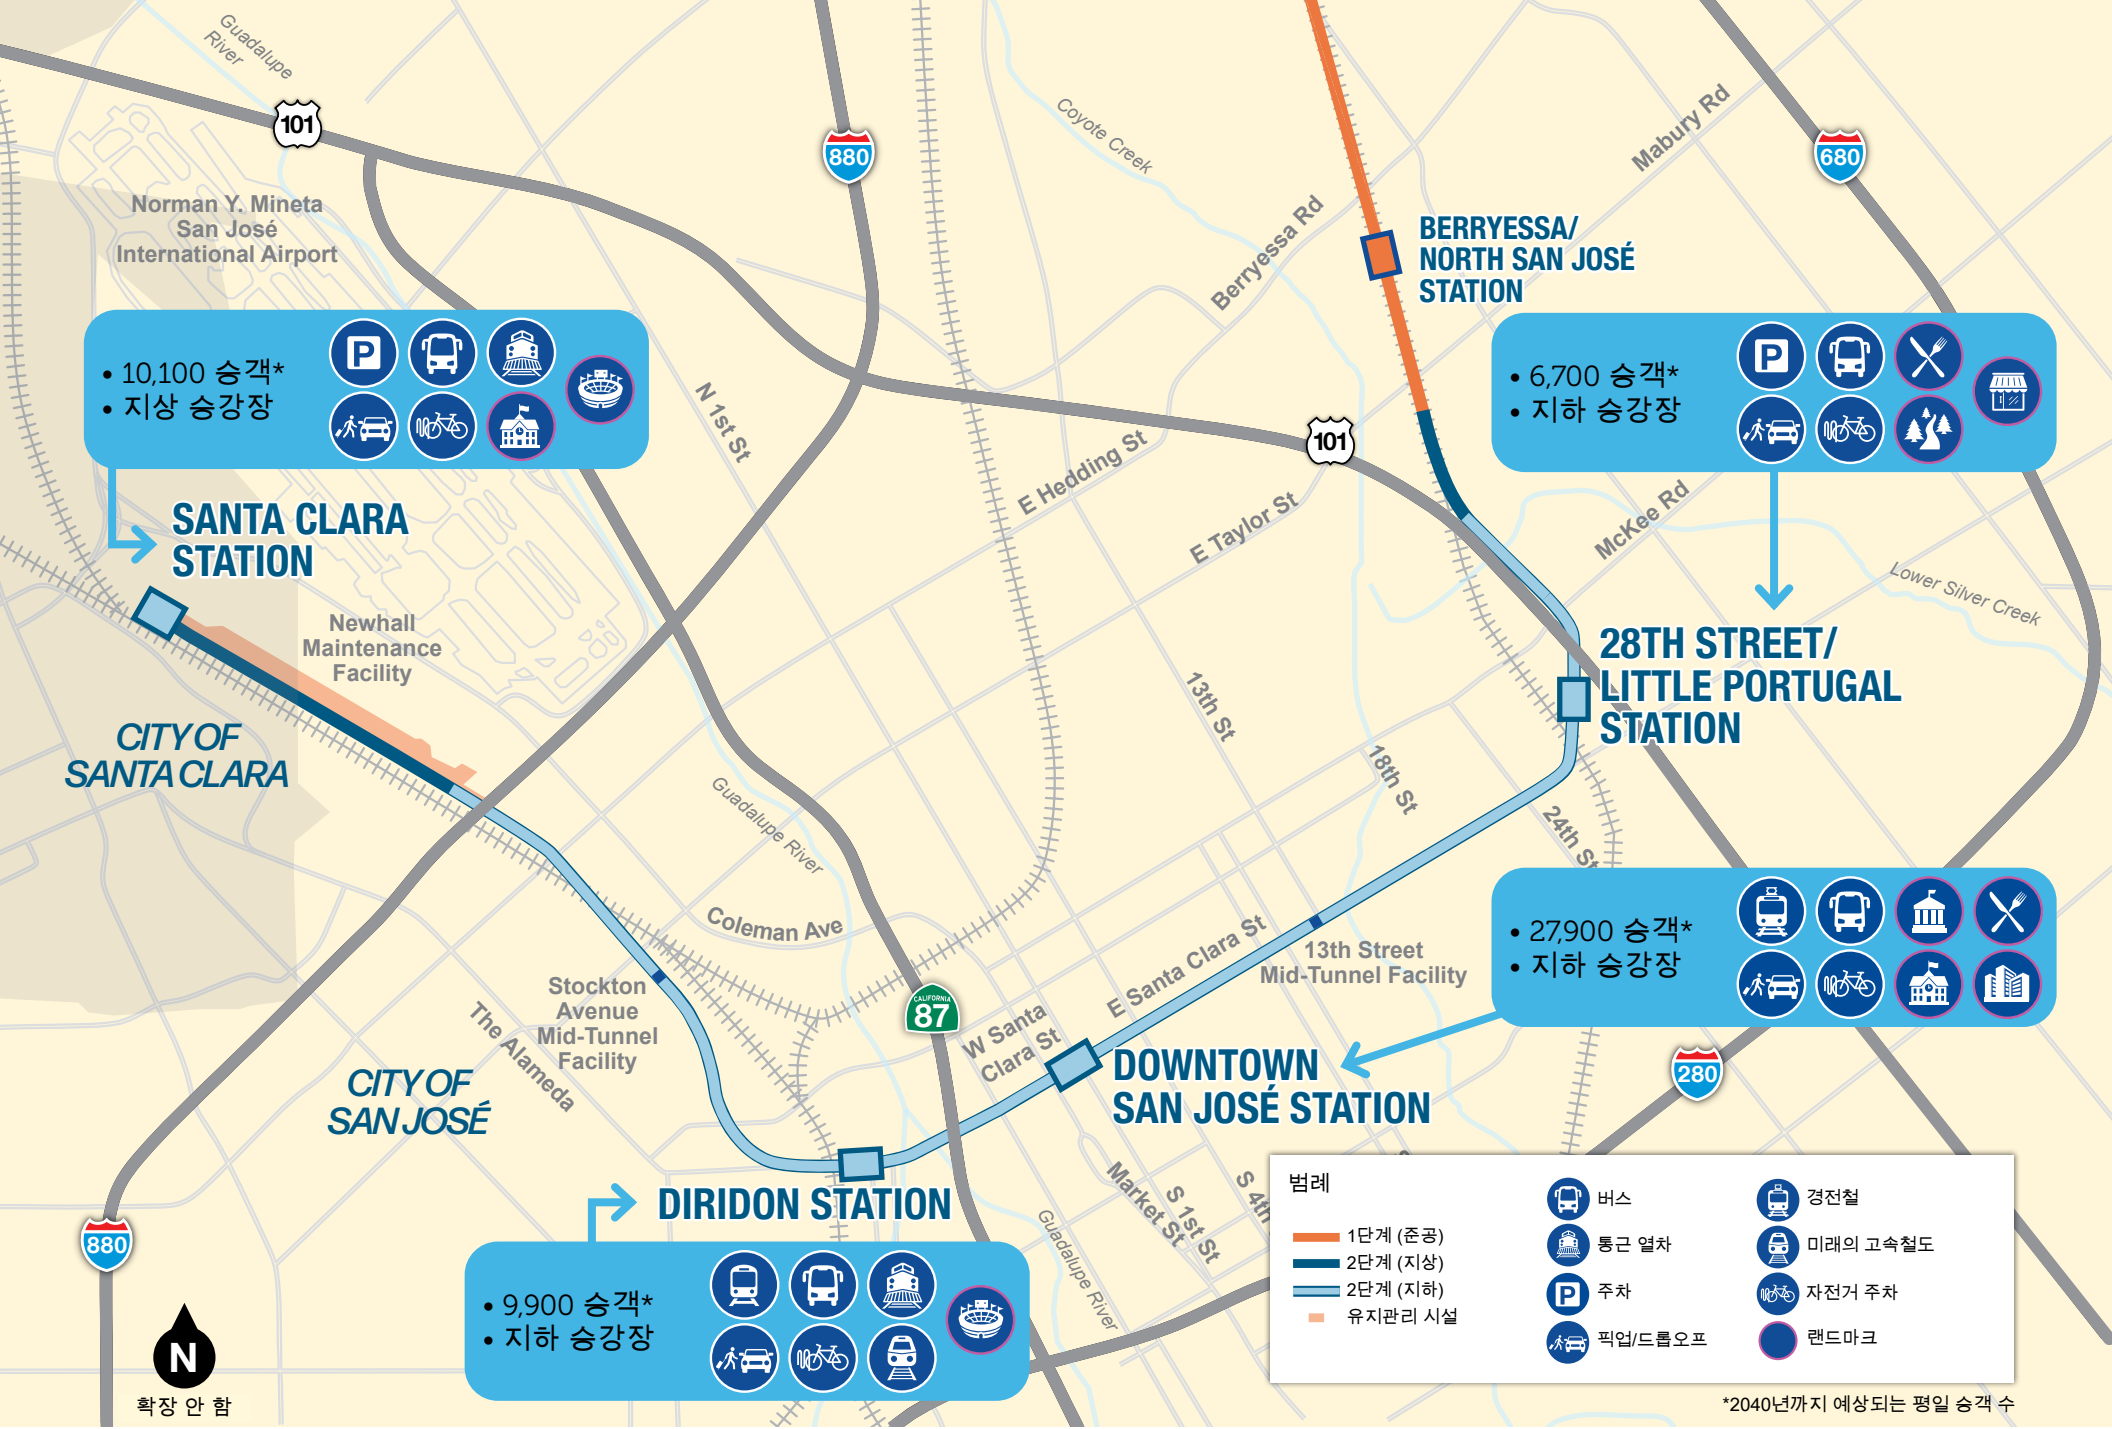 Guadalupe
River
101
880
Coyote Creek
Mabury Rd
680
Norman Y. Mineta
San José
International Airport
Berryessa Rd
BERRYESSA/
NORTH SAN JOSÉ
STATION
• 10,100 승객*
• 지상 승강장
P
N 1st St
E Hedding St
E Taylor St
101
• 6,700 승객*
• 지하 승강장
P
McKee Rd
Lower Silver Creek
SANTA CLARA
STATION
Newhall
Maintenance
Facility
28TH STREET/
LITTLE PORTUGAL
STATION
CITY OF
SANTA CLARA
13th St
18th St
24th St
Guadalupe River
Coleman Ave
• 27,900 승객*
• 지하 승강장
E Santa Clara St
13th Street
Mid-Tunnel Facility
Stockton
Avenue
Mid-Tunnel
Facility
The Alameda
CALIFORNIA
87
W Santa
Clara St
DOWNTOWN
SAN JOSÉ STATION
280
CITY OF
SAN JOSÉ
DIRIDON STATION
Market St
S 1st St
S 4th
Guadalupe River
880
• 9,900 승객*
• 지하 승강장
N
확장 안 함
범례
1단계 (준공)
2단계 (지상)
2단계 (지하)
유지관리 시설
버스
통근 열차
P
주차
픽업/드롭오프
경전철
미래의 고속철도
자전거 주차
랜드마크
*2040년까지 예상되는 평일 승객 수